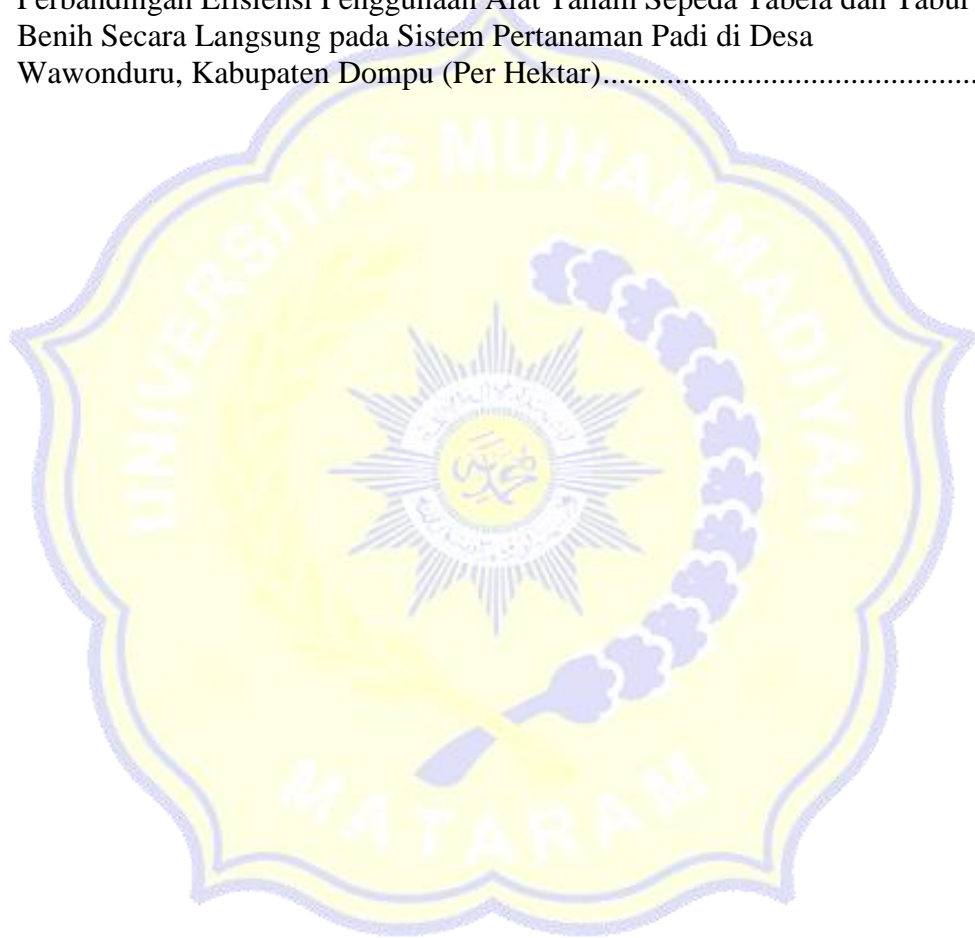 Perbandingan Efisiensi Penggunaan Alat Tanam Sepeda Tabela dan Tabur
Benih Secara Langsung pada Sistem Pertanaman Padi di Desa
Wawonduru, Kabupaten Dompu (Per Hektar)............................................
UNIVERSITAS MUHAMMADIYAH
MATARAM